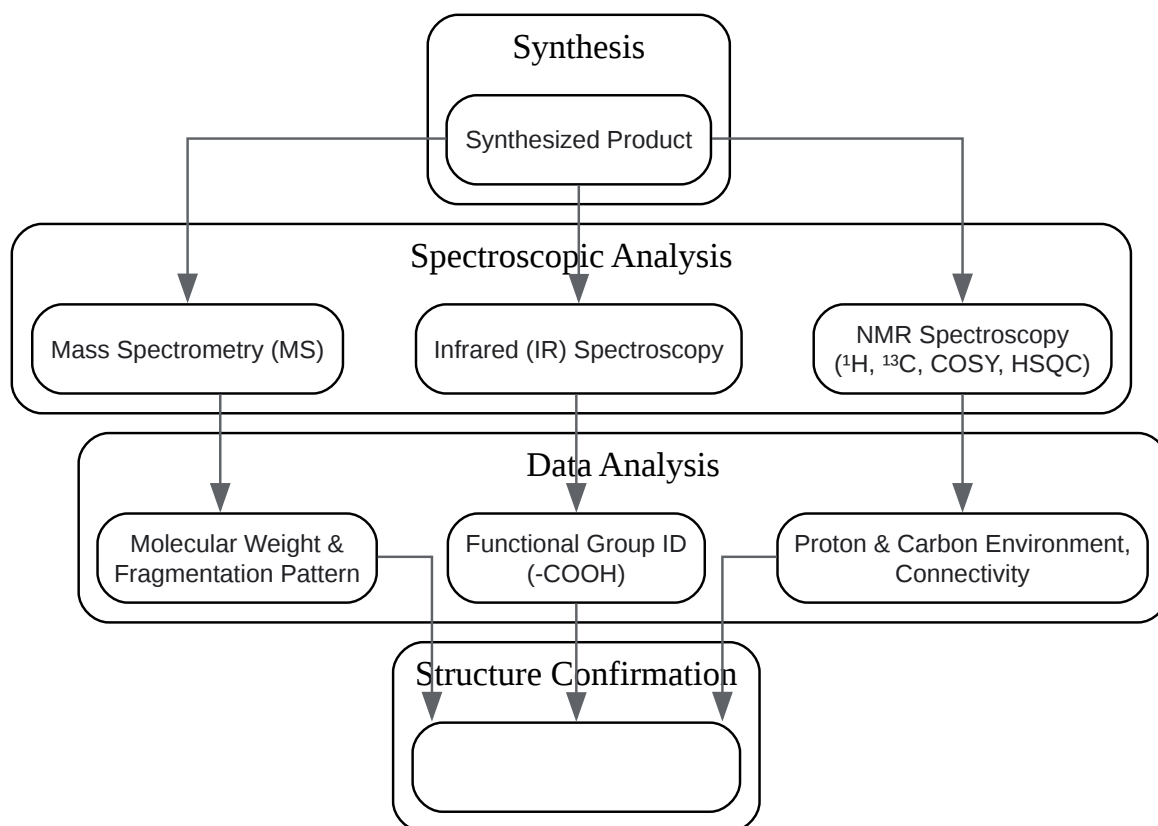 Synthesis
Synthesized Product
Spectroscopic Analysis
Mass Spectrometry (MS)
Infrared (IR) Spectroscopy
NMR Spectroscopy
(¹H, ¹³C, COSY, HSQC)
Data Analysis
Molecular Weight &
Fragmentation Pattern
Functional Group ID
(-COOH)
Proton & Carbon Environment,
Connectivity
Structure Confirmation